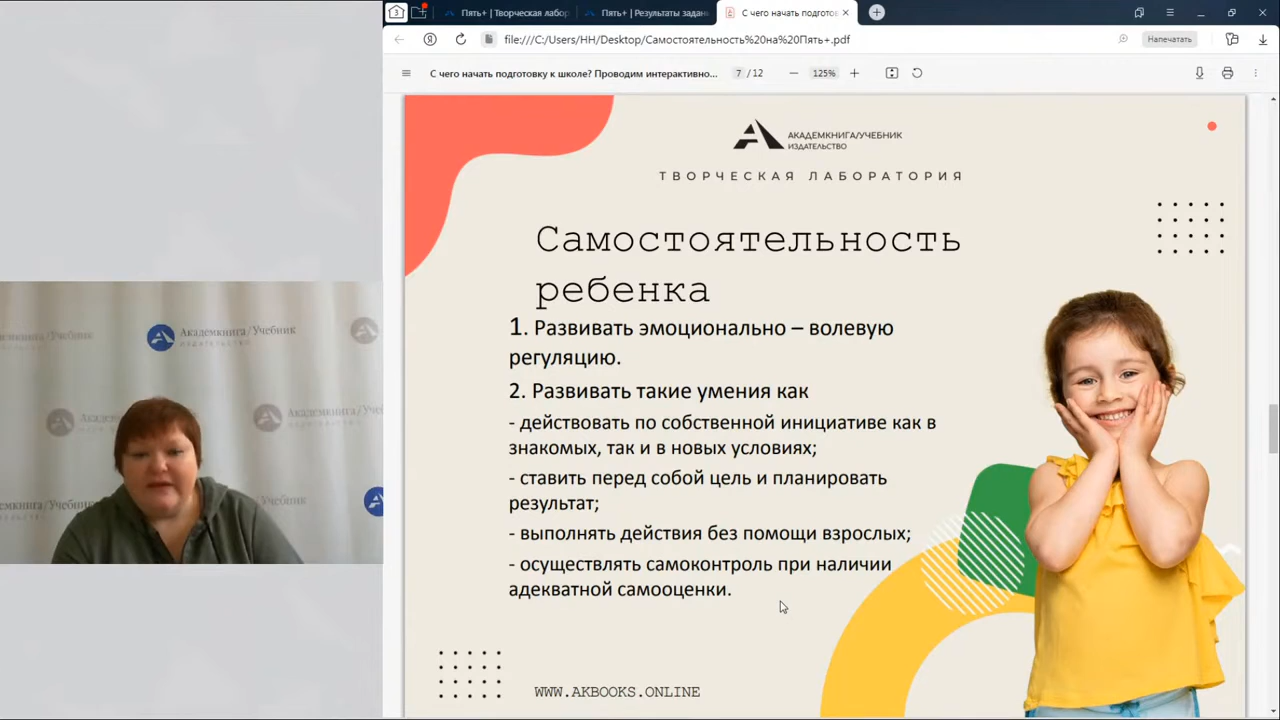 3
Пять+ | Творческая лабор
Пять+ | Результаты задан
С чего начать подготов
file:///C:/Users/HH/Desktop/Самостоятельность%20на%20Пять+.pdf
Напечатать
С чего начать подготовку к школе? Проводим интерактивно...
7 / 12
125%
АКАДЕМКНИГА/УЧЕБНИК
ИЗДАТЕЛЬСТВО
ТВОРЧЕСКАЯ ЛАБОРАТОРИЯ
Самостоятельность
ребенка
1. Развивать эмоционально – волевую
регуляцию.
2. Развивать такие умения как
- действовать по собственной инициативе как в
знакомых, так и в новых условиях;
- ставить перед собой цель и планировать
результат;
- выполнять действия без помощи взрослых;
- осуществлять самоконтроль при наличии
адекватной самооценки.
WWW.AKBOOKS.ONLINE
Академкнига/Учебник
ИЗДАТЕЛЬСТВО